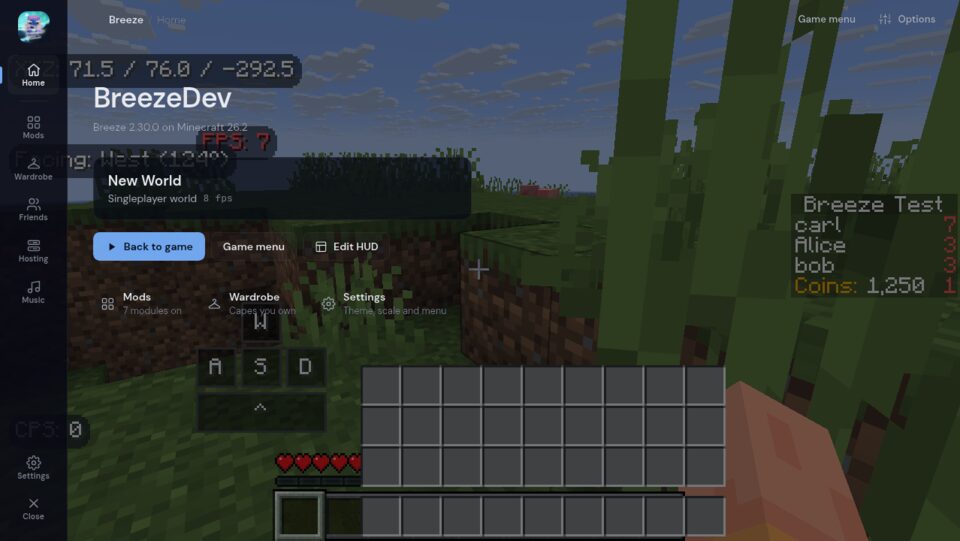 Breeze / Home
Game menu
Options
Home
71.5 / 76.0 / -292.5
BreezeDev
Breeze 2.30.0 on Minecraft 26.2
FPS: 7
Mods
Facing: West (124°)
Wardrobe
New World
Singleplayer world 8 fps
Friends
Breeze Test
carl 7
Alice 3
bob 3
Coins: 1,250 1
Hosting
Back to game
Game menu
Edit HUD
Music
Mods
7 modules on
Wardrobe
Capes you own
Settings
Theme, scale and menu
W
A S D
^
CPS: 0
Settings
Close